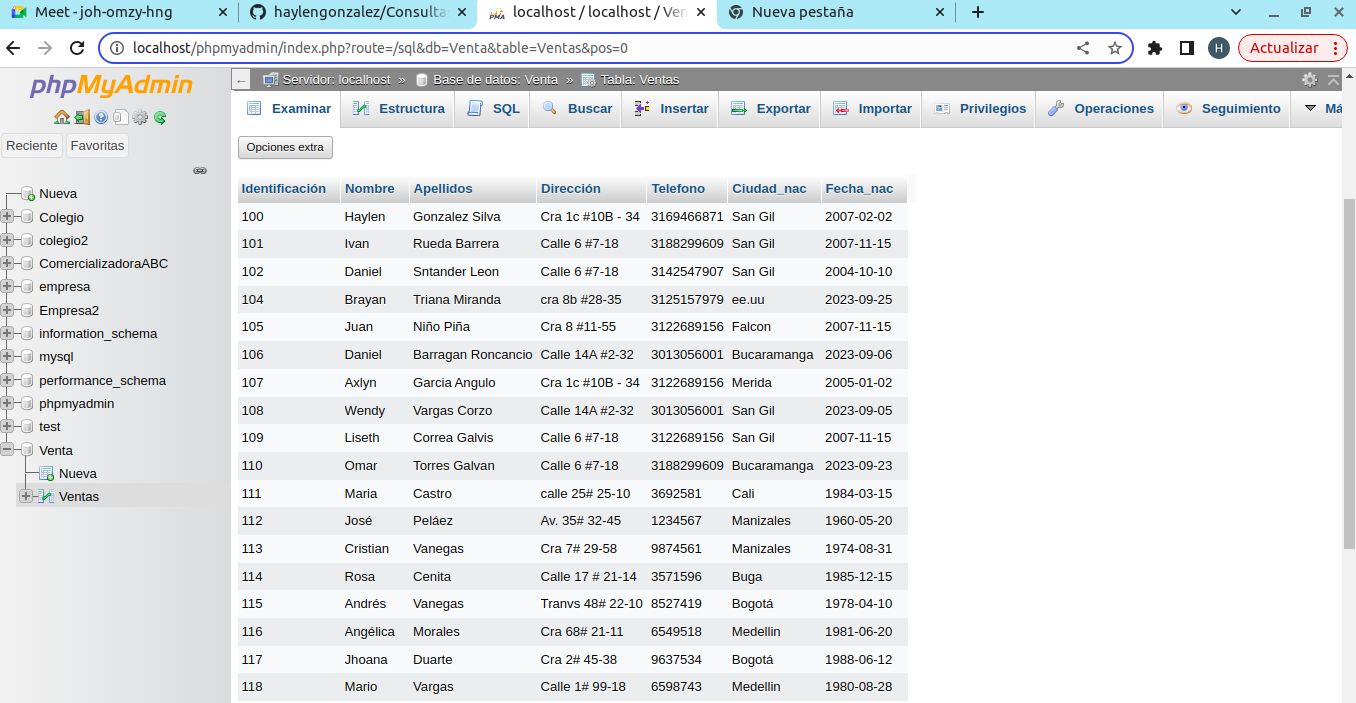 Meet - joh-omzy-hng
haylengonzalez/Consulta
localhost / localhost / Ven
Nueva pestaña
localhost/phpmyadmin/index.php?route=/sql&db=Venta&table=Ventas&pos=0
H
Actualizar
phpMyAdmin
Reciente Favoritas
Nueva
Colegio
colegio2
ComercializadoraABC
empresa
Empresa2
information_schema
mysql
performance_schema
phpmyadmin
test
Venta
Nueva
Ventas
Servidor: localhost » Base de datos: Venta » Tabla: Ventas
Examinar Estructura SQL Buscar Insertar Exportar Importar Privilegios Operaciones Seguimiento Má
Opciones extra
Identificación Nombre Apellidos Dirección Telefono Ciudad_nac Fecha_nac
100 Haylen Gonzalez Silva Cra 1c #10B - 34 3169466871 San Gil 2007-02-02
101 Ivan Rueda Barrera Calle 6 #7-18 3188299609 San Gil 2007-11-15
102 Daniel Sntander Leon Calle 6 #7-18 3142547907 San Gil 2004-10-10
104 Brayan Triana Miranda cra 8b #28-35 3125157979 ee.uu 2023-09-25
105 Juan Niño Piña Cra 8 #11-55 3122689156 Falcon 2007-11-15
106 Daniel Barragan Roncancio Calle 14A #2-32 3013056001 Bucaramanga 2023-09-06
107 Axlyn Garcia Angulo Cra 1c #10B - 34 3122689156 Merida 2005-01-02
108 Wendy Vargas Corzo Calle 14A #2-32 3013056001 San Gil 2023-09-05
109 Liseth Correa Galvis Calle 6 #7-18 3122689156 San Gil 2007-11-15
110 Omar Torres Galvan Calle 6 #7-18 3188299609 Bucaramanga 2023-09-23
111 Maria Castro calle 25# 25-10 3692581 Cali 1984-03-15
112 José Peláez Av. 35# 32-45 1234567 Manizales 1960-05-20
113 Cristian Vanegas Cra 7# 29-58 9874561 Manizales 1974-08-31
114 Rosa Cenita Calle 17 # 21-14 3571596 Buga 1985-12-15
115 Andrés Vanegas Tranvs 48# 22-10 8527419 Bogotá 1978-04-10
116 Angélica Morales Cra 68# 21-11 6549518 Medellin 1981-06-20
117 Jhoana Duarte Cra 2# 45-38 9637534 Bogotá 1988-06-12
118 Mario Vargas Calle 1# 99-18 6598743 Medellin 1980-08-28